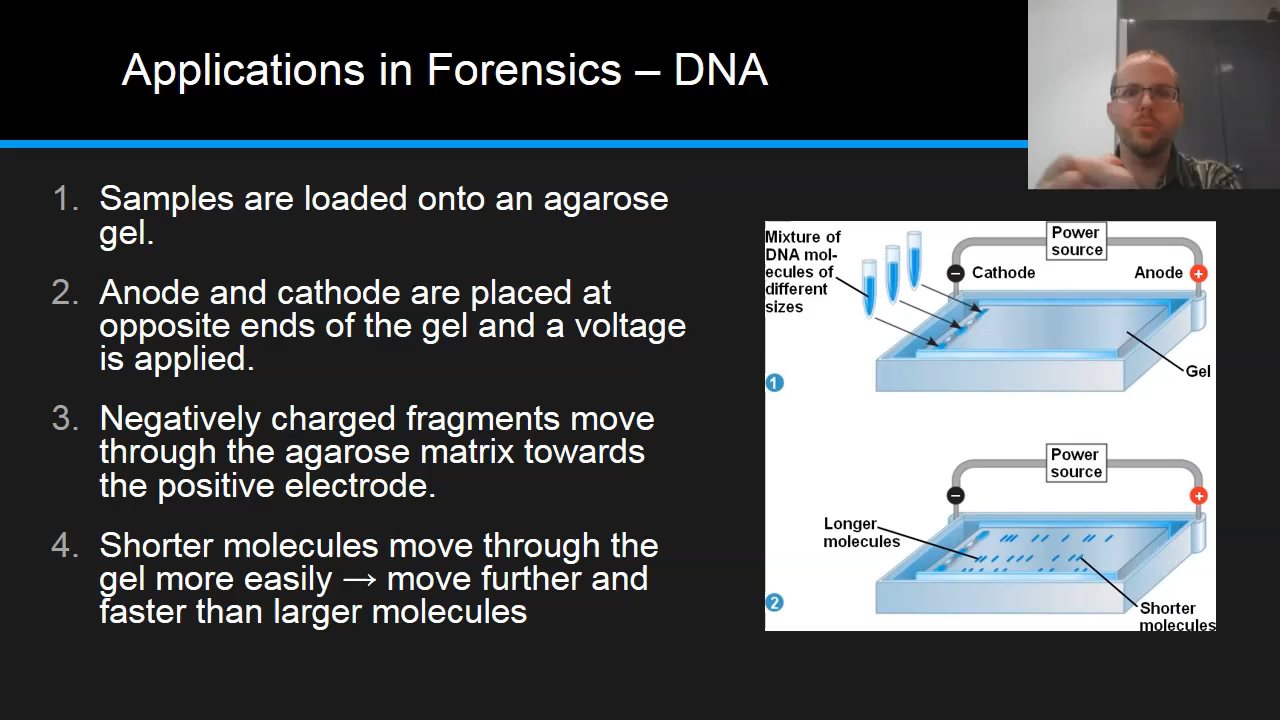 Applications in Forensics – DNA
1. Samples are loaded onto an agarose
gel.
2. Anode and cathode are placed at
opposite ends of the gel and a voltage
is applied.
3. Negatively charged fragments move
through the agarose matrix towards
the positive electrode.
4. Shorter molecules move through the
gel more easily → move further and
faster than larger molecules
Mixture of
DNA mol-
ecules of
different
sizes
Power
source
− Cathode
Anode +
Gel
1
Power
source
− +
Longer
molecules
Shorter
molecules
2